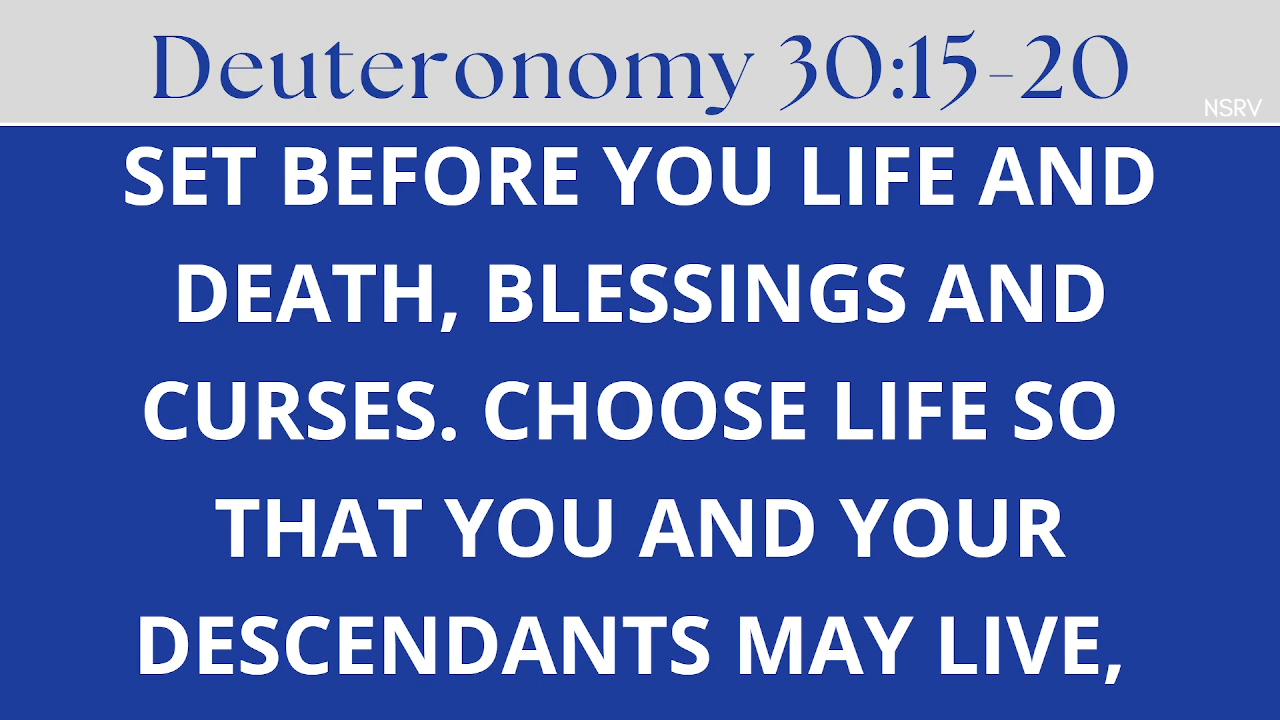 Deuteronomy 30:15-20
NSRV
SET BEFORE YOU LIFE AND
DEATH, BLESSINGS AND
CURSES. CHOOSE LIFE SO
THAT YOU AND YOUR
DESCENDANTS MAY LIVE,